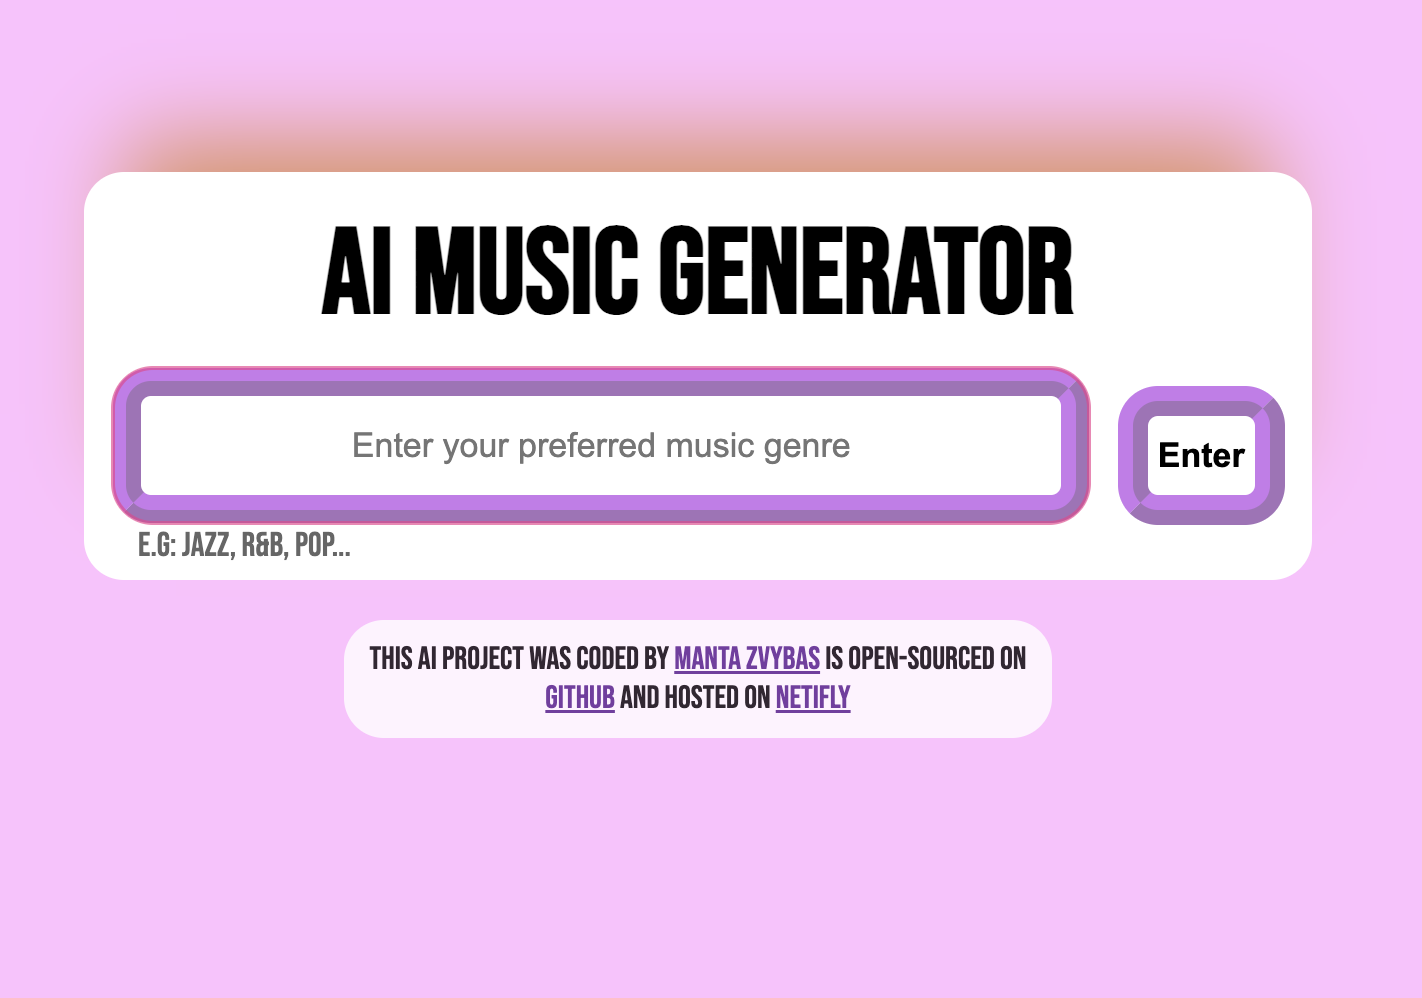 AI MUSIC GENERATOR
Enter your preferred music genre
Enter
E.G: JAZZ, R&B, POP...
THIS AI PROJECT WAS CODED BY MANTA ZVYBAS IS OPEN-SOURCED ON
GITHUB AND HOSTED ON NETIFLY